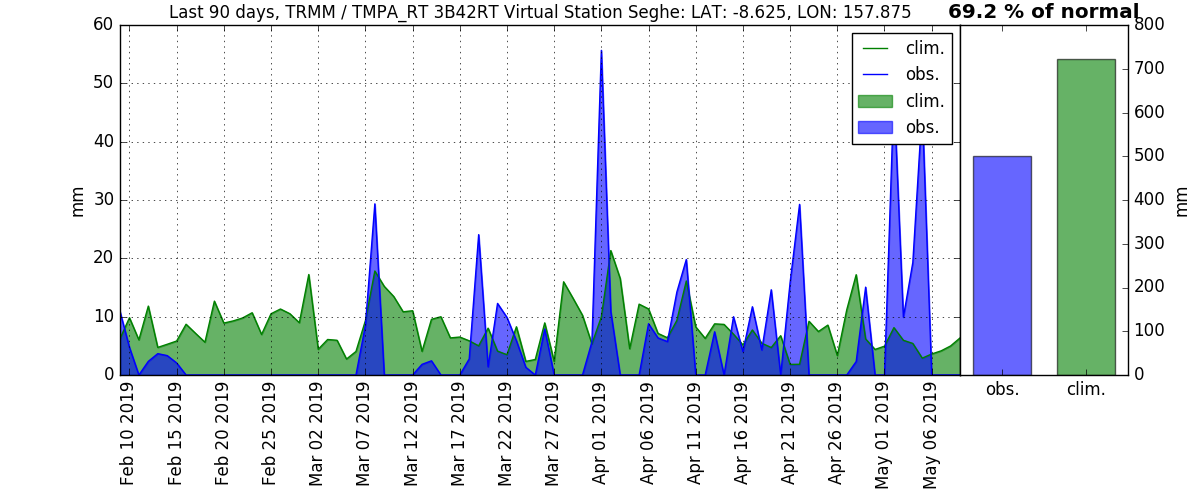 Last 90 days, TRMM / TMPA_RT 3B42RT Virtual Station Seghe: LAT: -8.625, LON: 157.875
69.2 % of normal
60
50
40
30
20
10
0
mm
clim.
obs.
clim.
obs.
800
700
600
500
400
300
200
100
0
mm
obs.
clim.
Feb 10 2019
Feb 15 2019
Feb 20 2019
Feb 25 2019
Mar 02 2019
Mar 07 2019
Mar 12 2019
Mar 17 2019
Mar 22 2019
Mar 27 2019
Apr 01 2019
Apr 06 2019
Apr 11 2019
Apr 16 2019
Apr 21 2019
Apr 26 2019
May 01 2019
May 06 2019